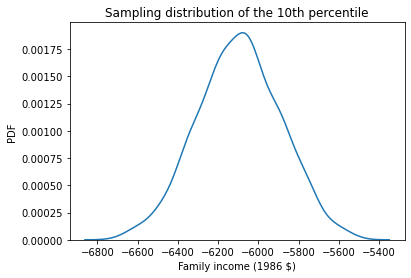 Sampling distribution of the 10th percentile
0.00175
0.00150
0.00125
0.00100
0.00075
0.00050
0.00025
0.00000
PDF
−6800 −6600 −6400 −6200 −6000 −5800 −5600 −5400
Family income (1986 $)